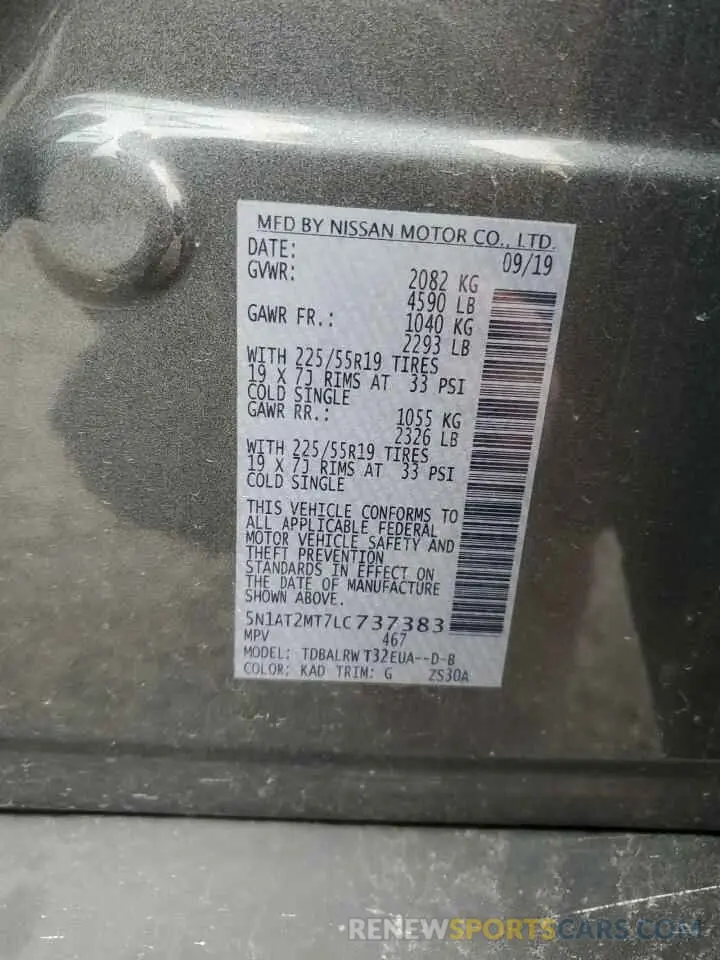 MFD BY NISSAN MOTOR CO., LTD.
DATE: 09/19
GVWR: 2082 KG
4590 LB
GAWR FR.: 1040 KG
2293 LB
WITH 225/55R19 TIRES
19 X 7J RIMS AT 33 PSI
COLD SINGLE
GAWR RR.: 1055 KG
2326 LB
WITH 225/55R19 TIRES
19 X 7J RIMS AT 33 PSI
COLD SINGLE
THIS VEHICLE CONFORMS TO
ALL APPLICABLE FEDERAL
MOTOR VEHICLE SAFETY AND
THEFT PREVENTION
STANDARDS IN EFFECT ON
THE DATE OF MANUFACTURE
SHOWN ABOVE.
5N1AT2MT7LC737383
MPV 467
MODEL: TDBALRW T32EUA--D-B
COLOR: KAD TRIM: G ZS30A
RENEWSPORTSCARS.COM